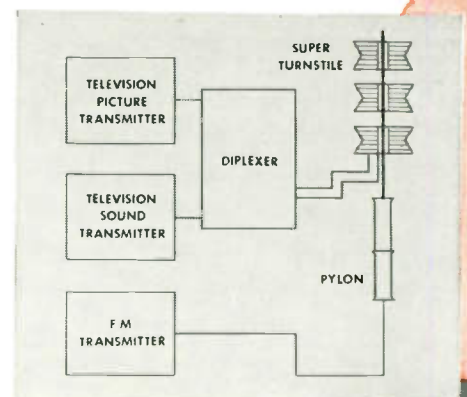 SUPER
TURNSTILE
TELEVISION
PICTURE
TRANSMITTER
DIPLEXER
TELEVISION
SOUND
TRANSMITTER
PYLON
F M
TRANSMITTER